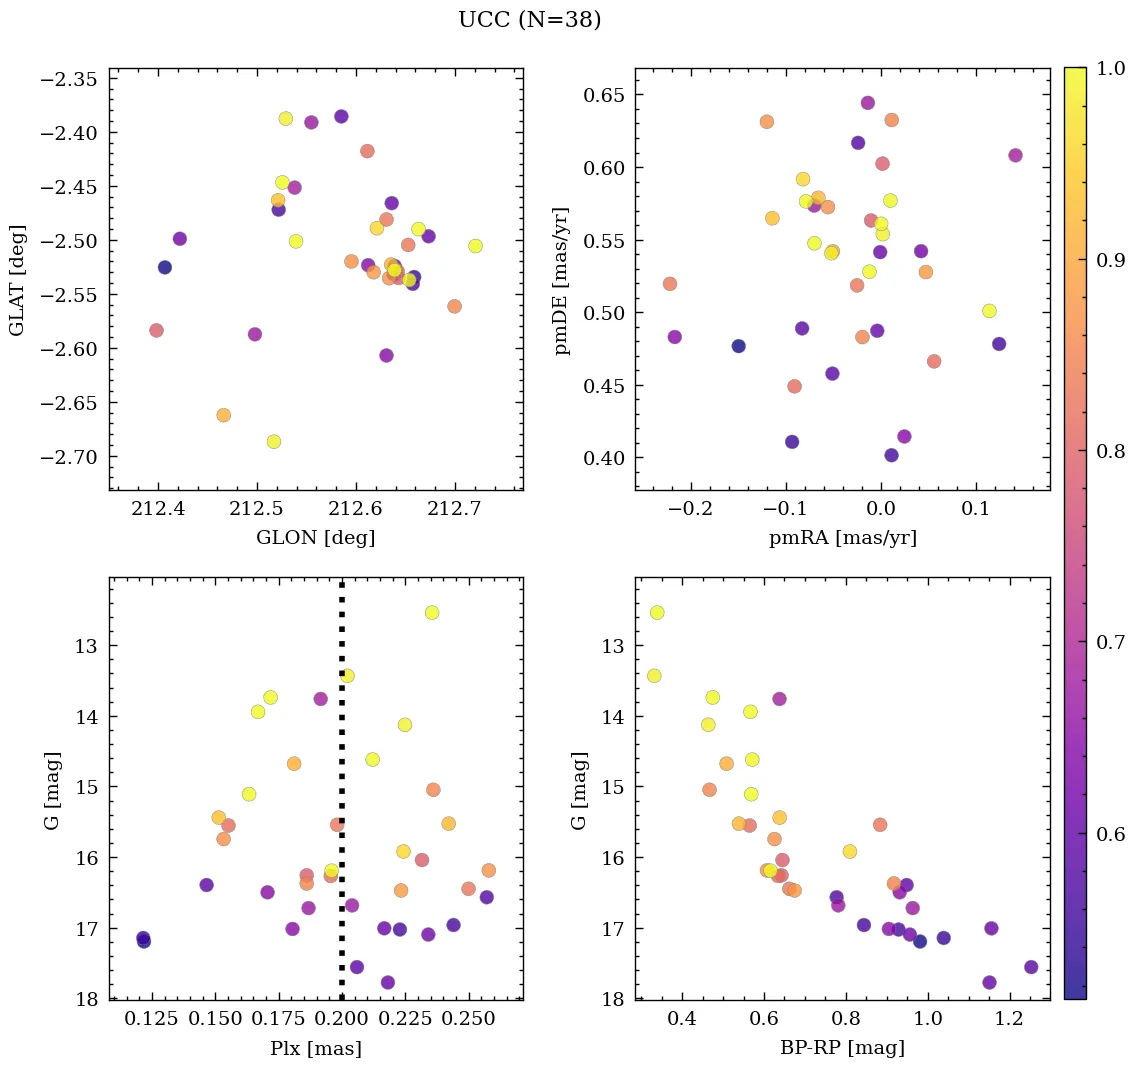 UCC (N=38)
−2.35
−2.40
−2.45
−2.50
−2.55
−2.60
−2.65
−2.70
GLAT [deg]
212.4 212.5 212.6 212.7
GLON [deg]
0.65
0.60
0.55
0.50
0.45
0.40
pmDE [mas/yr]
−0.2 −0.1 0.0 0.1
pmRA [mas/yr]
1.0
0.9
0.8
0.7
0.6
13
14
15
16
17
18
G [mag]
0.125 0.150 0.175 0.200 0.225 0.250
Plx [mas]
13
14
15
16
17
18
G [mag]
0.4 0.6 0.8 1.0 1.2
BP-RP [mag]